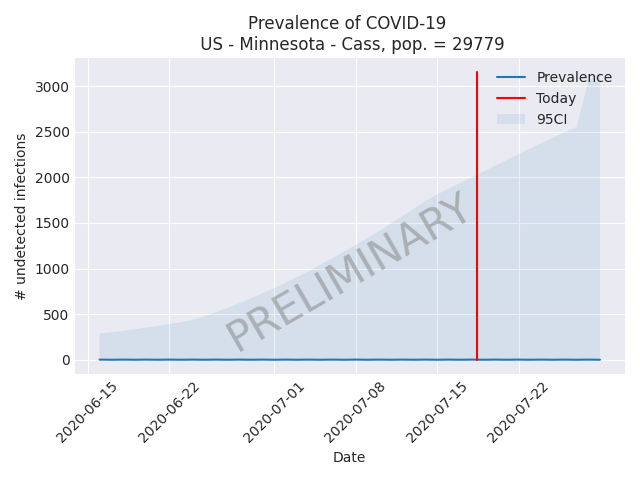 Prevalence of COVID-19
US - Minnesota - Cass, pop. = 29779
# undetected infections
3000
2500
2000
1500
1000
500
0
Prevalence
Today
95CI
PRELIMINARY
2020-06-15
2020-06-22
2020-07-01
2020-07-08
2020-07-15
2020-07-22
Date